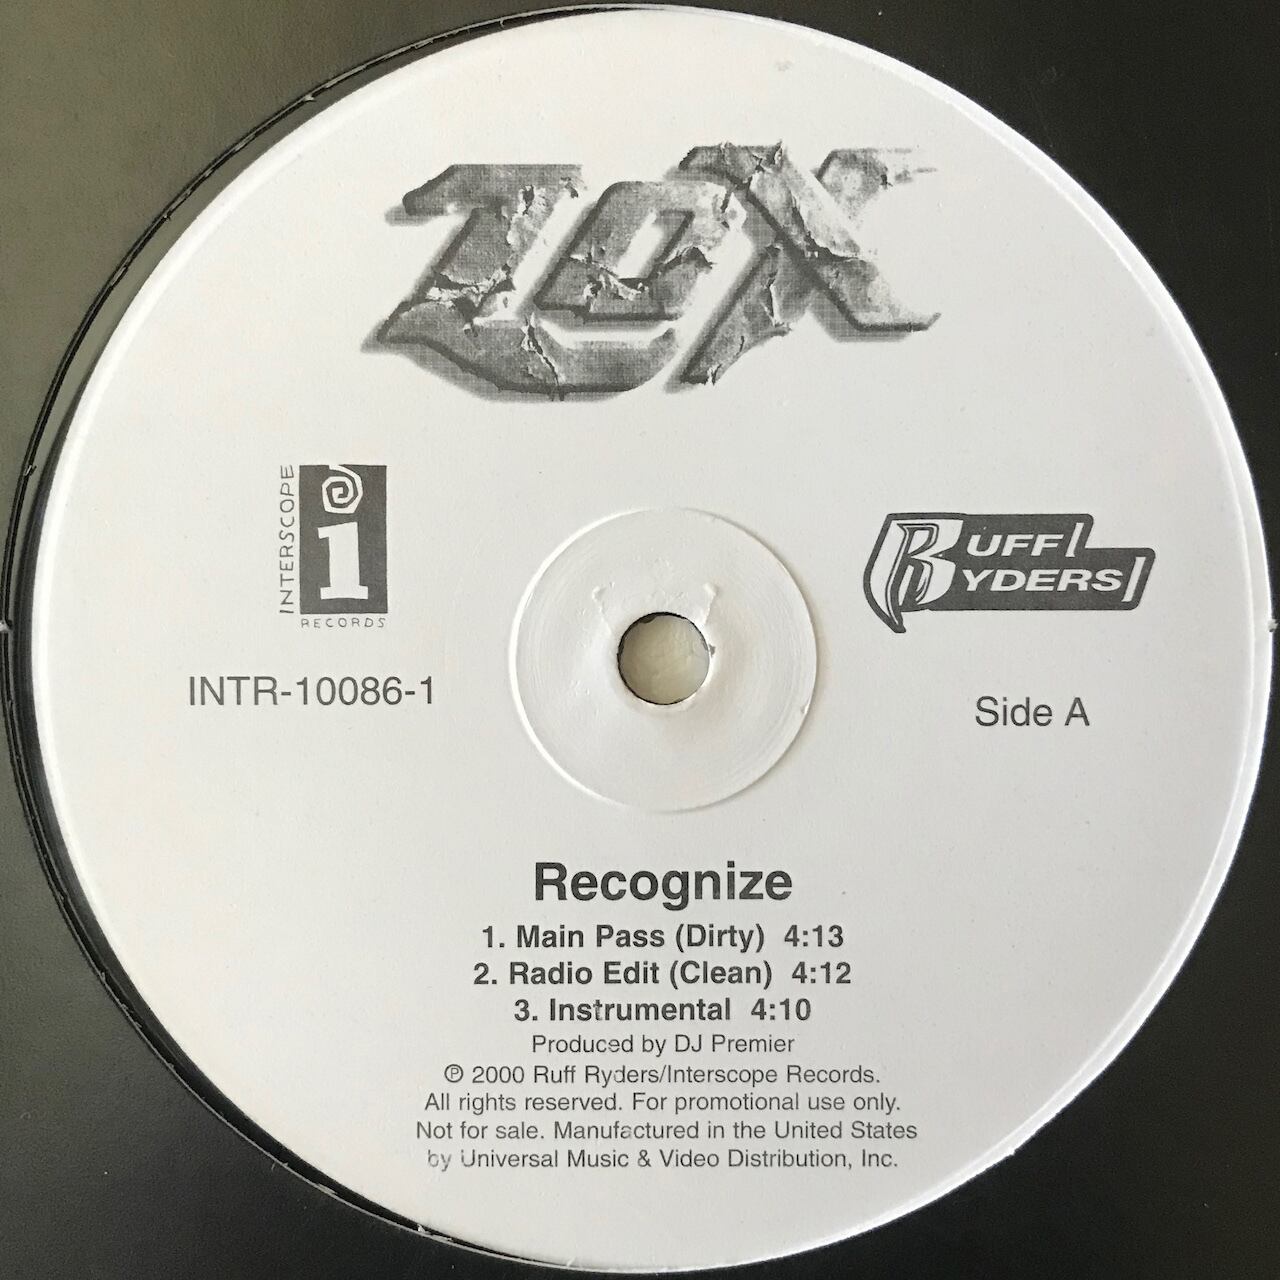 LOX
INTERSCOPE
i
RECORDS
RUFF
RYDERS
INTR-10086-1
Side A
Recognize
1. Main Pass (Dirty) 4:13
2. Radio Edit (Clean) 4:12
3. Instrumental 4:10
Produced by DJ Premier
℗ 2000 Ruff Ryders/Interscope Records.
All rights reserved. For promotional use only.
Not for sale. Manufactured in the United States
by Universal Music & Video Distribution, Inc.